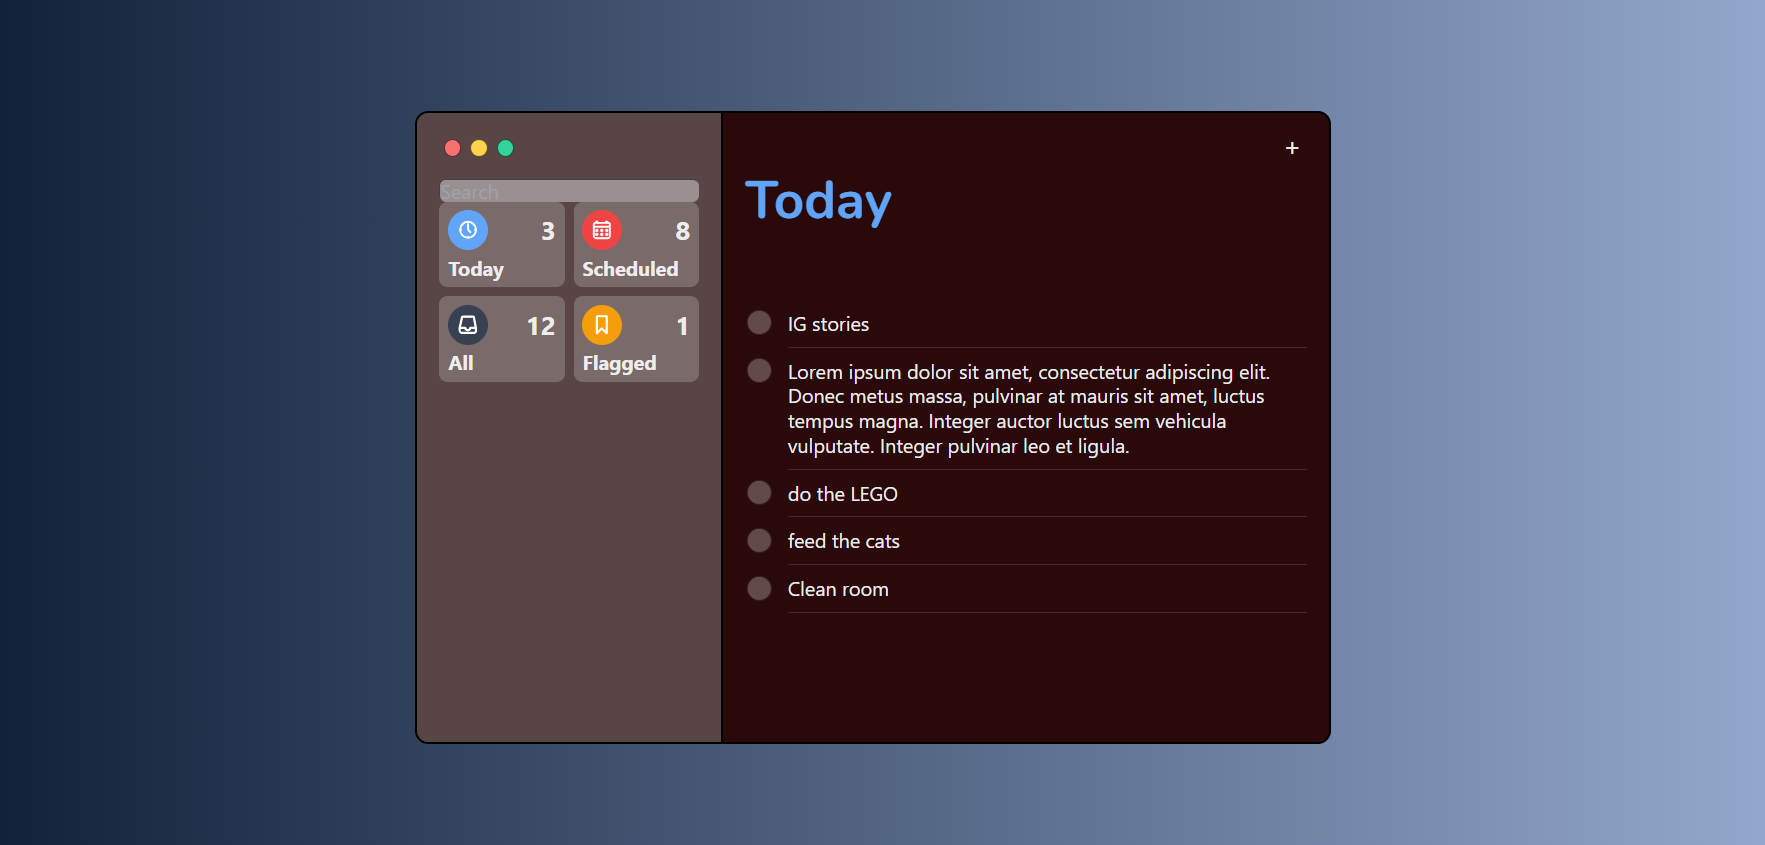 Search
3
Today
8
Scheduled
12
All
1
Flagged
+
Today
IG stories
Lorem ipsum dolor sit amet, consectetur adipiscing elit.
Donec metus massa, pulvinar at mauris sit amet, luctus
tempus magna. Integer auctor luctus sem vehicula
vulputate. Integer pulvinar leo et ligula.
do the LEGO
feed the cats
Clean room